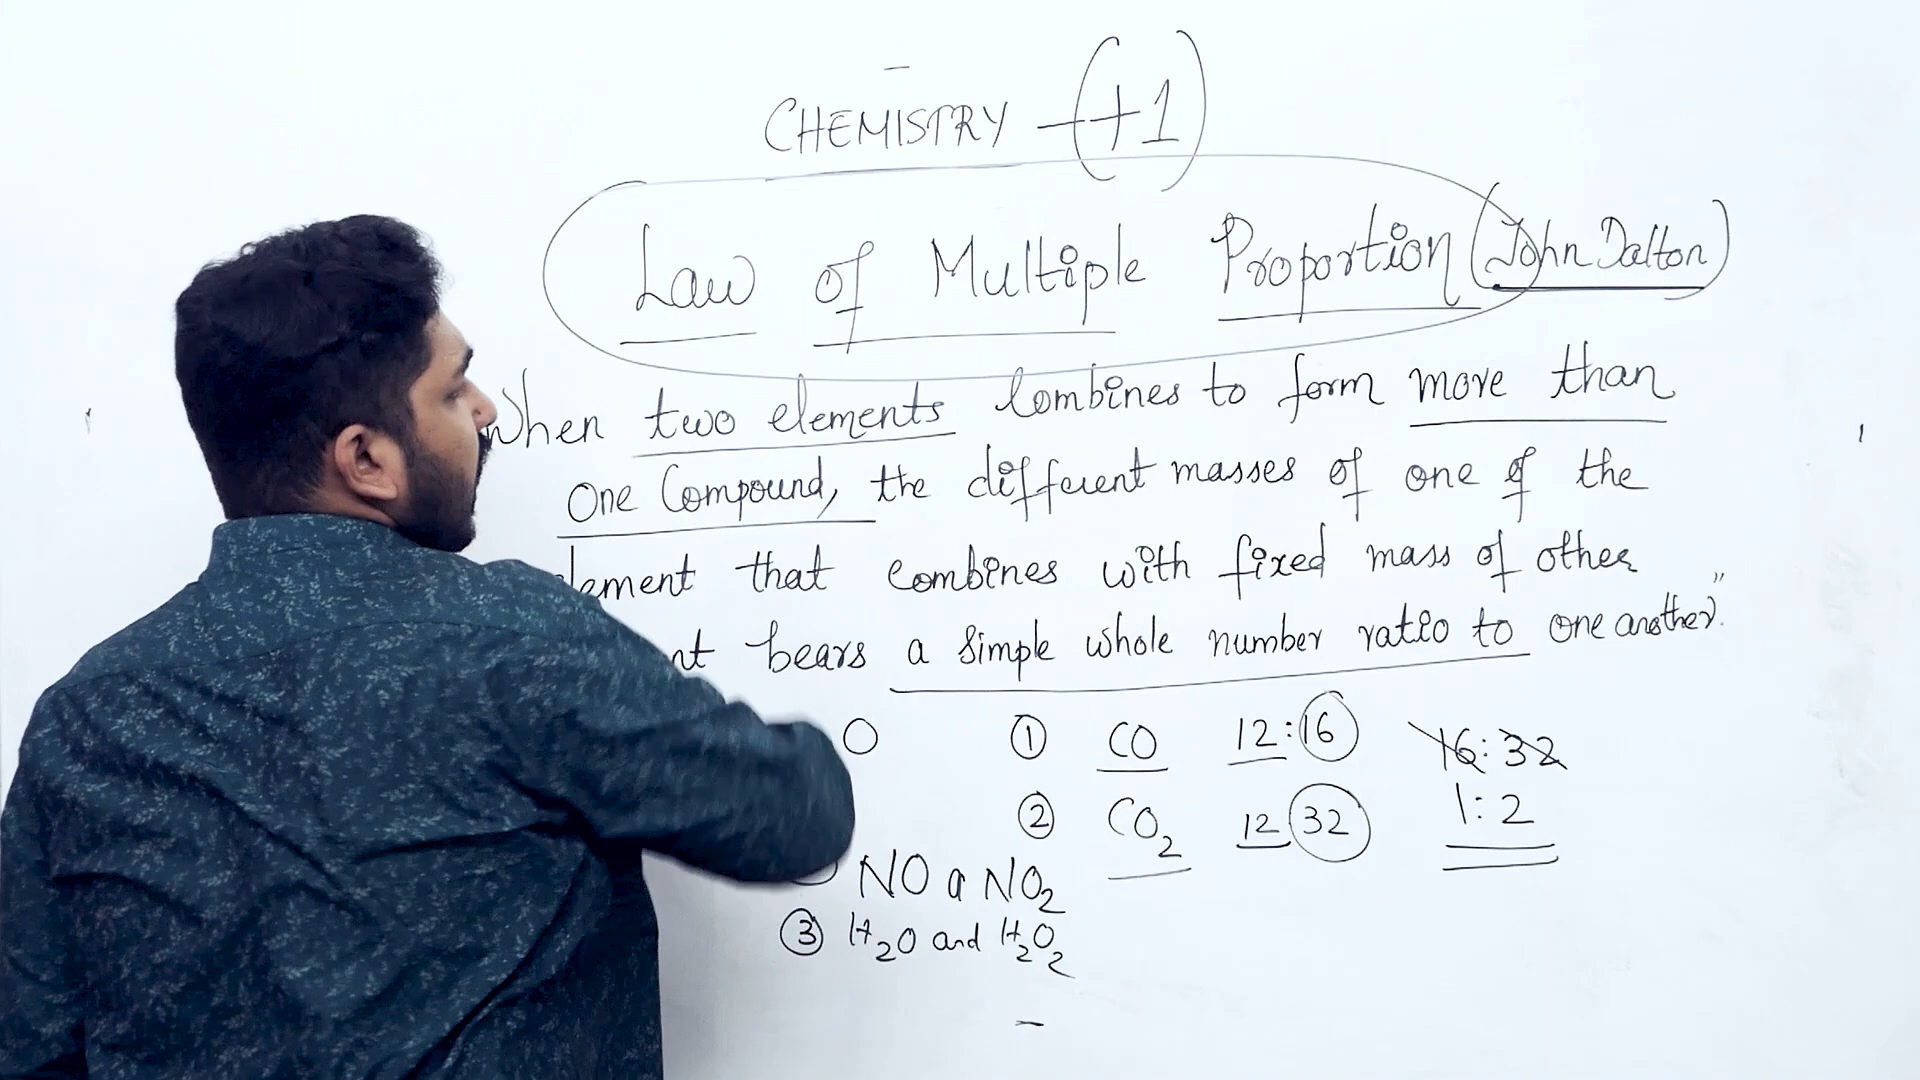 CHEMISTRY - (+1)
Law of Multiple Proportion (John Dalton)
When two elements Combines to form more than
One Compound, the different masses of one of the
lement that combines with fixed mass of other
nt bears a simple whole number ratio to one another."
O ① CO 12:16 16:32
② CO₂ 12 32 1:2
NO a NO₂
③ H₂O and H₂O₂